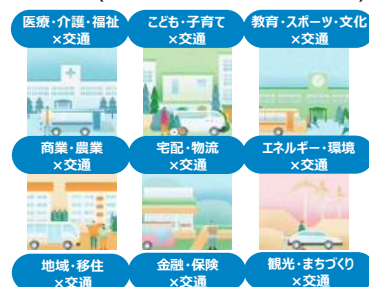 医療・介護・福祉
×交通
こども・子育て
×交通
教育・スポーツ・文化
×交通
商業・農業
×交通
宅配・物流
×交通
エネルギー・環境
×交通
地域・移住
×交通
金融・保険
×交通
観光・まちづくり
×交通